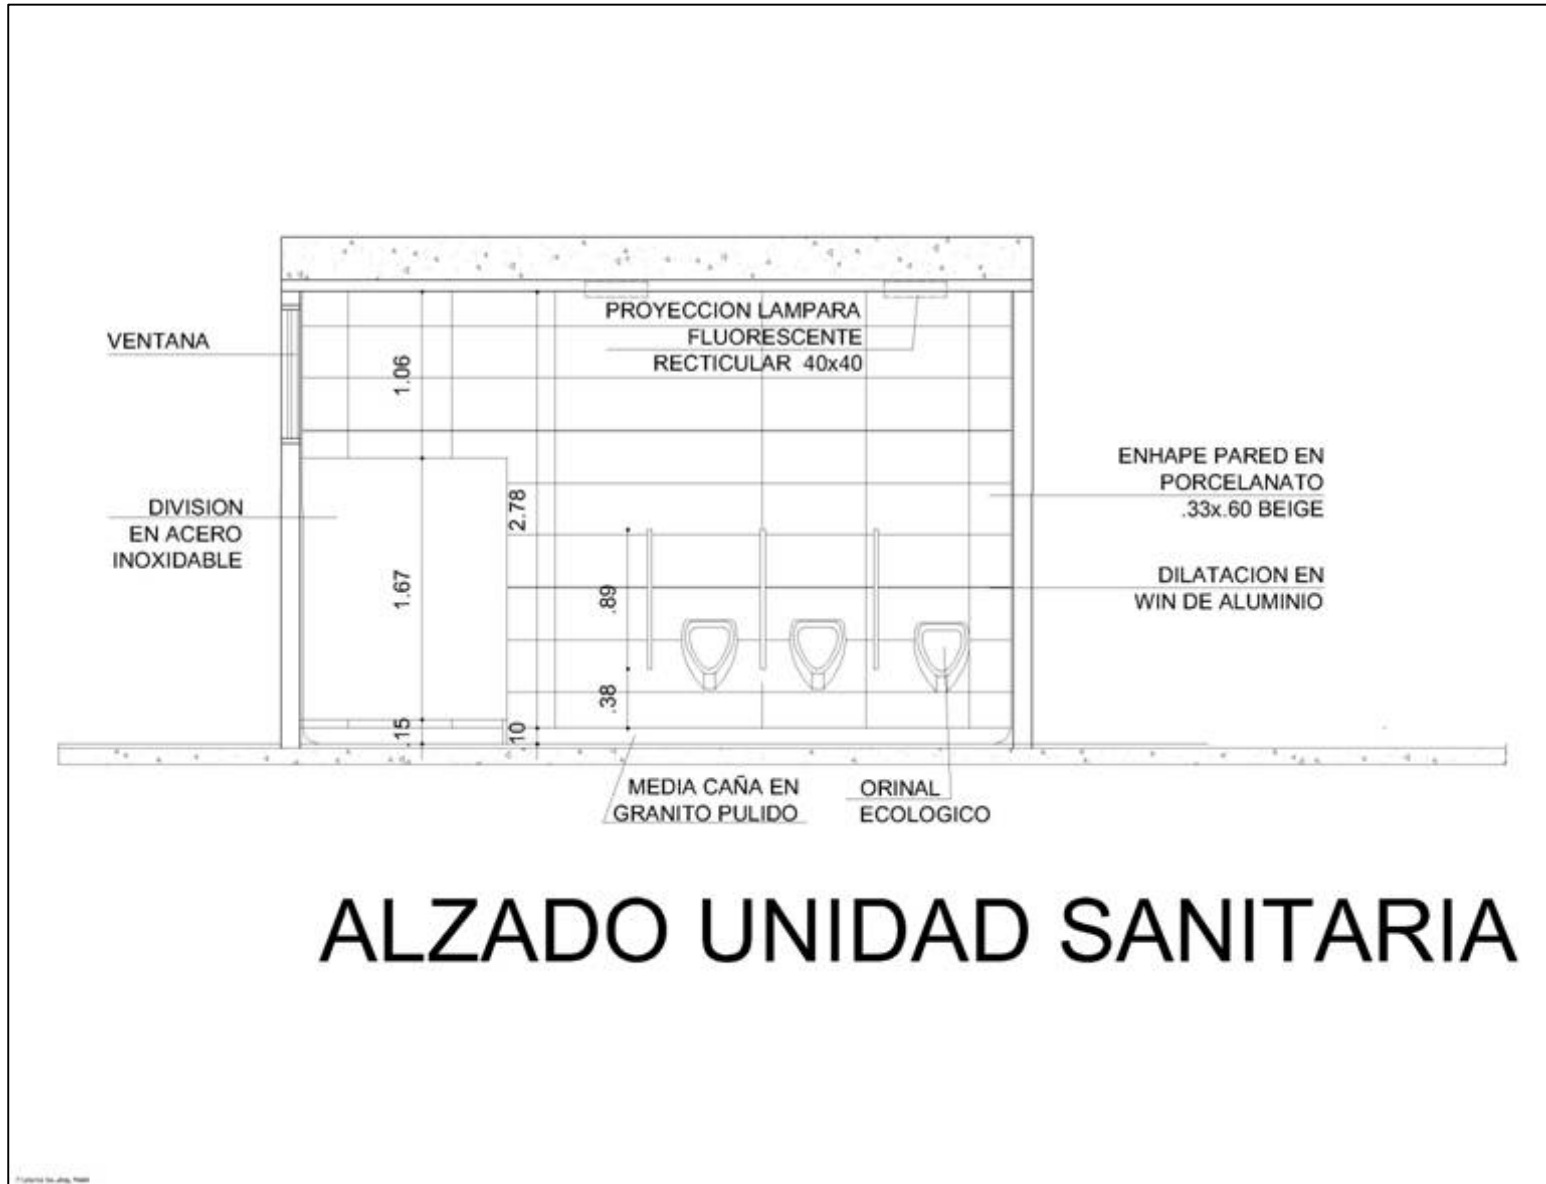 PROYECCION LAMPARA
FLUORESCENTE
RECTICULAR 40x40
VENTANA
1.06
ENHAPE PARED EN
PORCELANATO
.33x.60 BEIGE
DIVISION
EN ACERO
INOXIDABLE
2.78
1.67
.89
DILATACION EN
WIN DE ALUMINIO
.38
.15
.10
MEDIA CAÑA EN
GRANITO PULIDO
ORINAL
ECOLOGICO
ALZADO UNIDAD SANITARIA